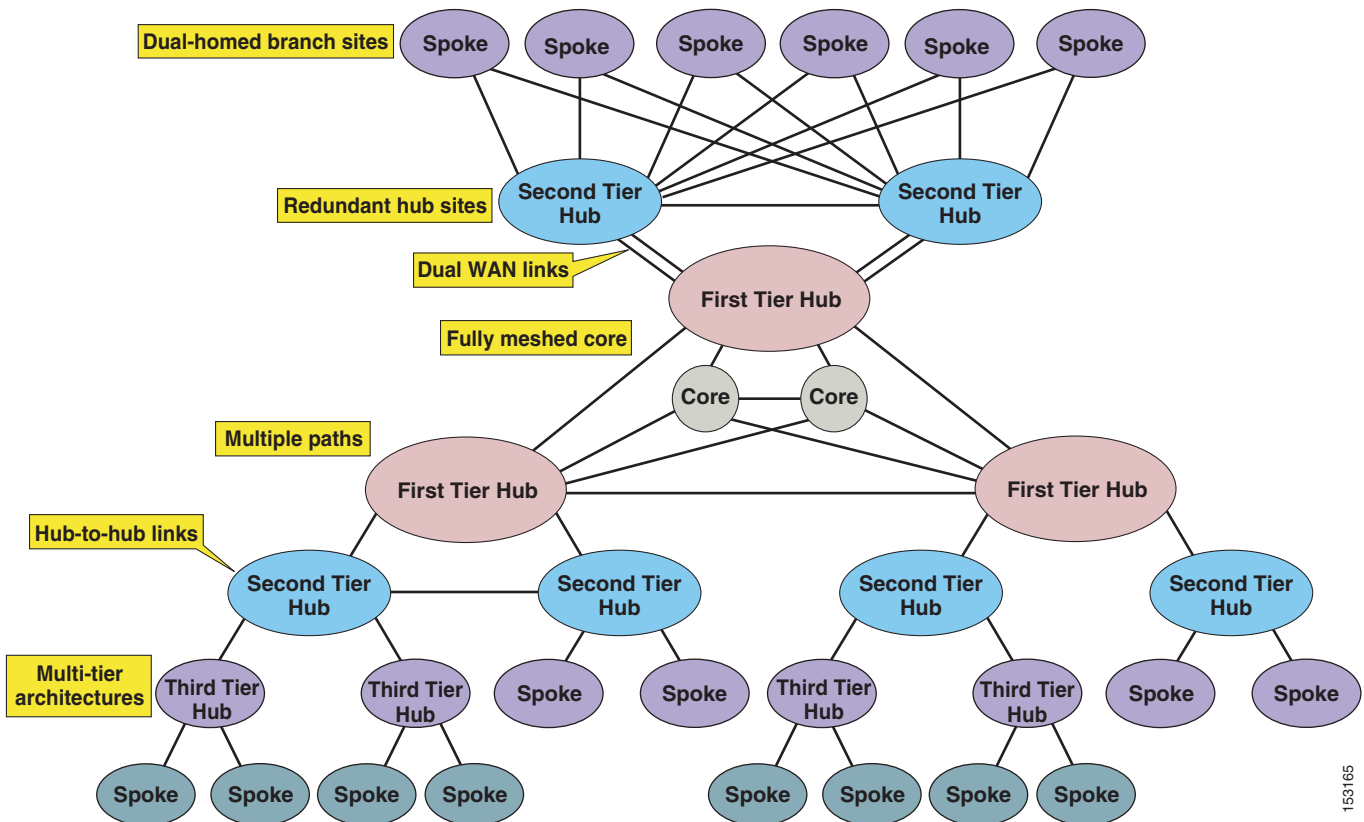 Dual-homed branch sites
Spoke
Spoke
Spoke
Spoke
Spoke
Spoke
Redundant hub sites
Second Tier
Hub
Second Tier
Hub
Dual WAN links
First Tier Hub
Fully meshed core
Core
Core
Multiple paths
First Tier Hub
First Tier Hub
Hub-to-hub links
Second Tier
Hub
Second Tier
Hub
Second Tier
Hub
Second Tier
Hub
Multi-tier
architectures
Third Tier
Hub
Third Tier
Hub
Spoke
Spoke
Third Tier
Hub
Third Tier
Hub
Spoke
Spoke
Spoke
Spoke
Spoke
Spoke
Spoke
Spoke
Spoke
Spoke
153165